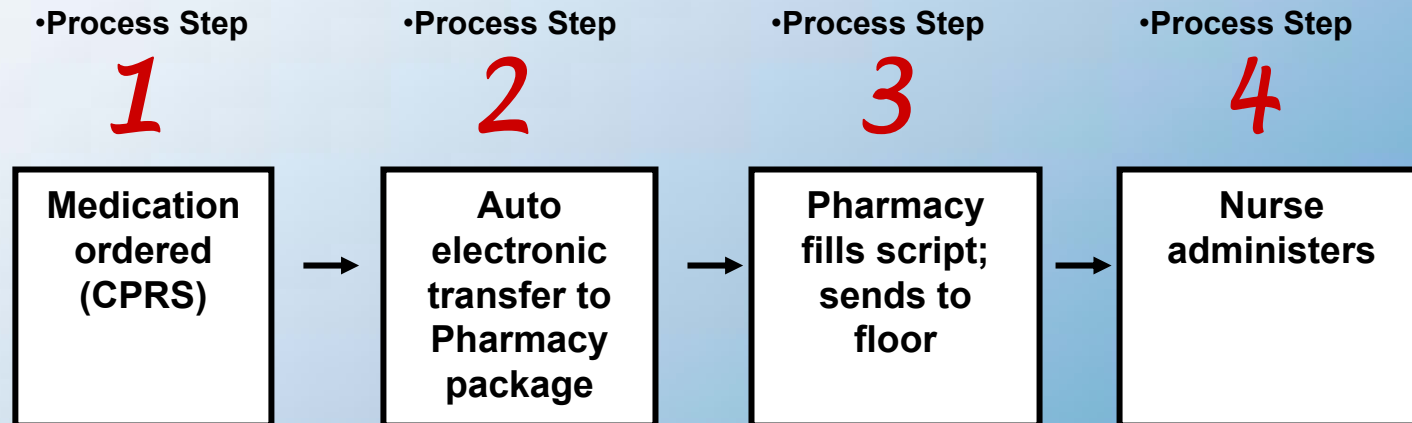 •Process Step
1
Medication
ordered
(CPRS)
•Process Step
2
Auto
electronic
transfer to
Pharmacy
package
•Process Step
3
Pharmacy
fills script;
sends to
floor
•Process Step
4
Nurse
administers